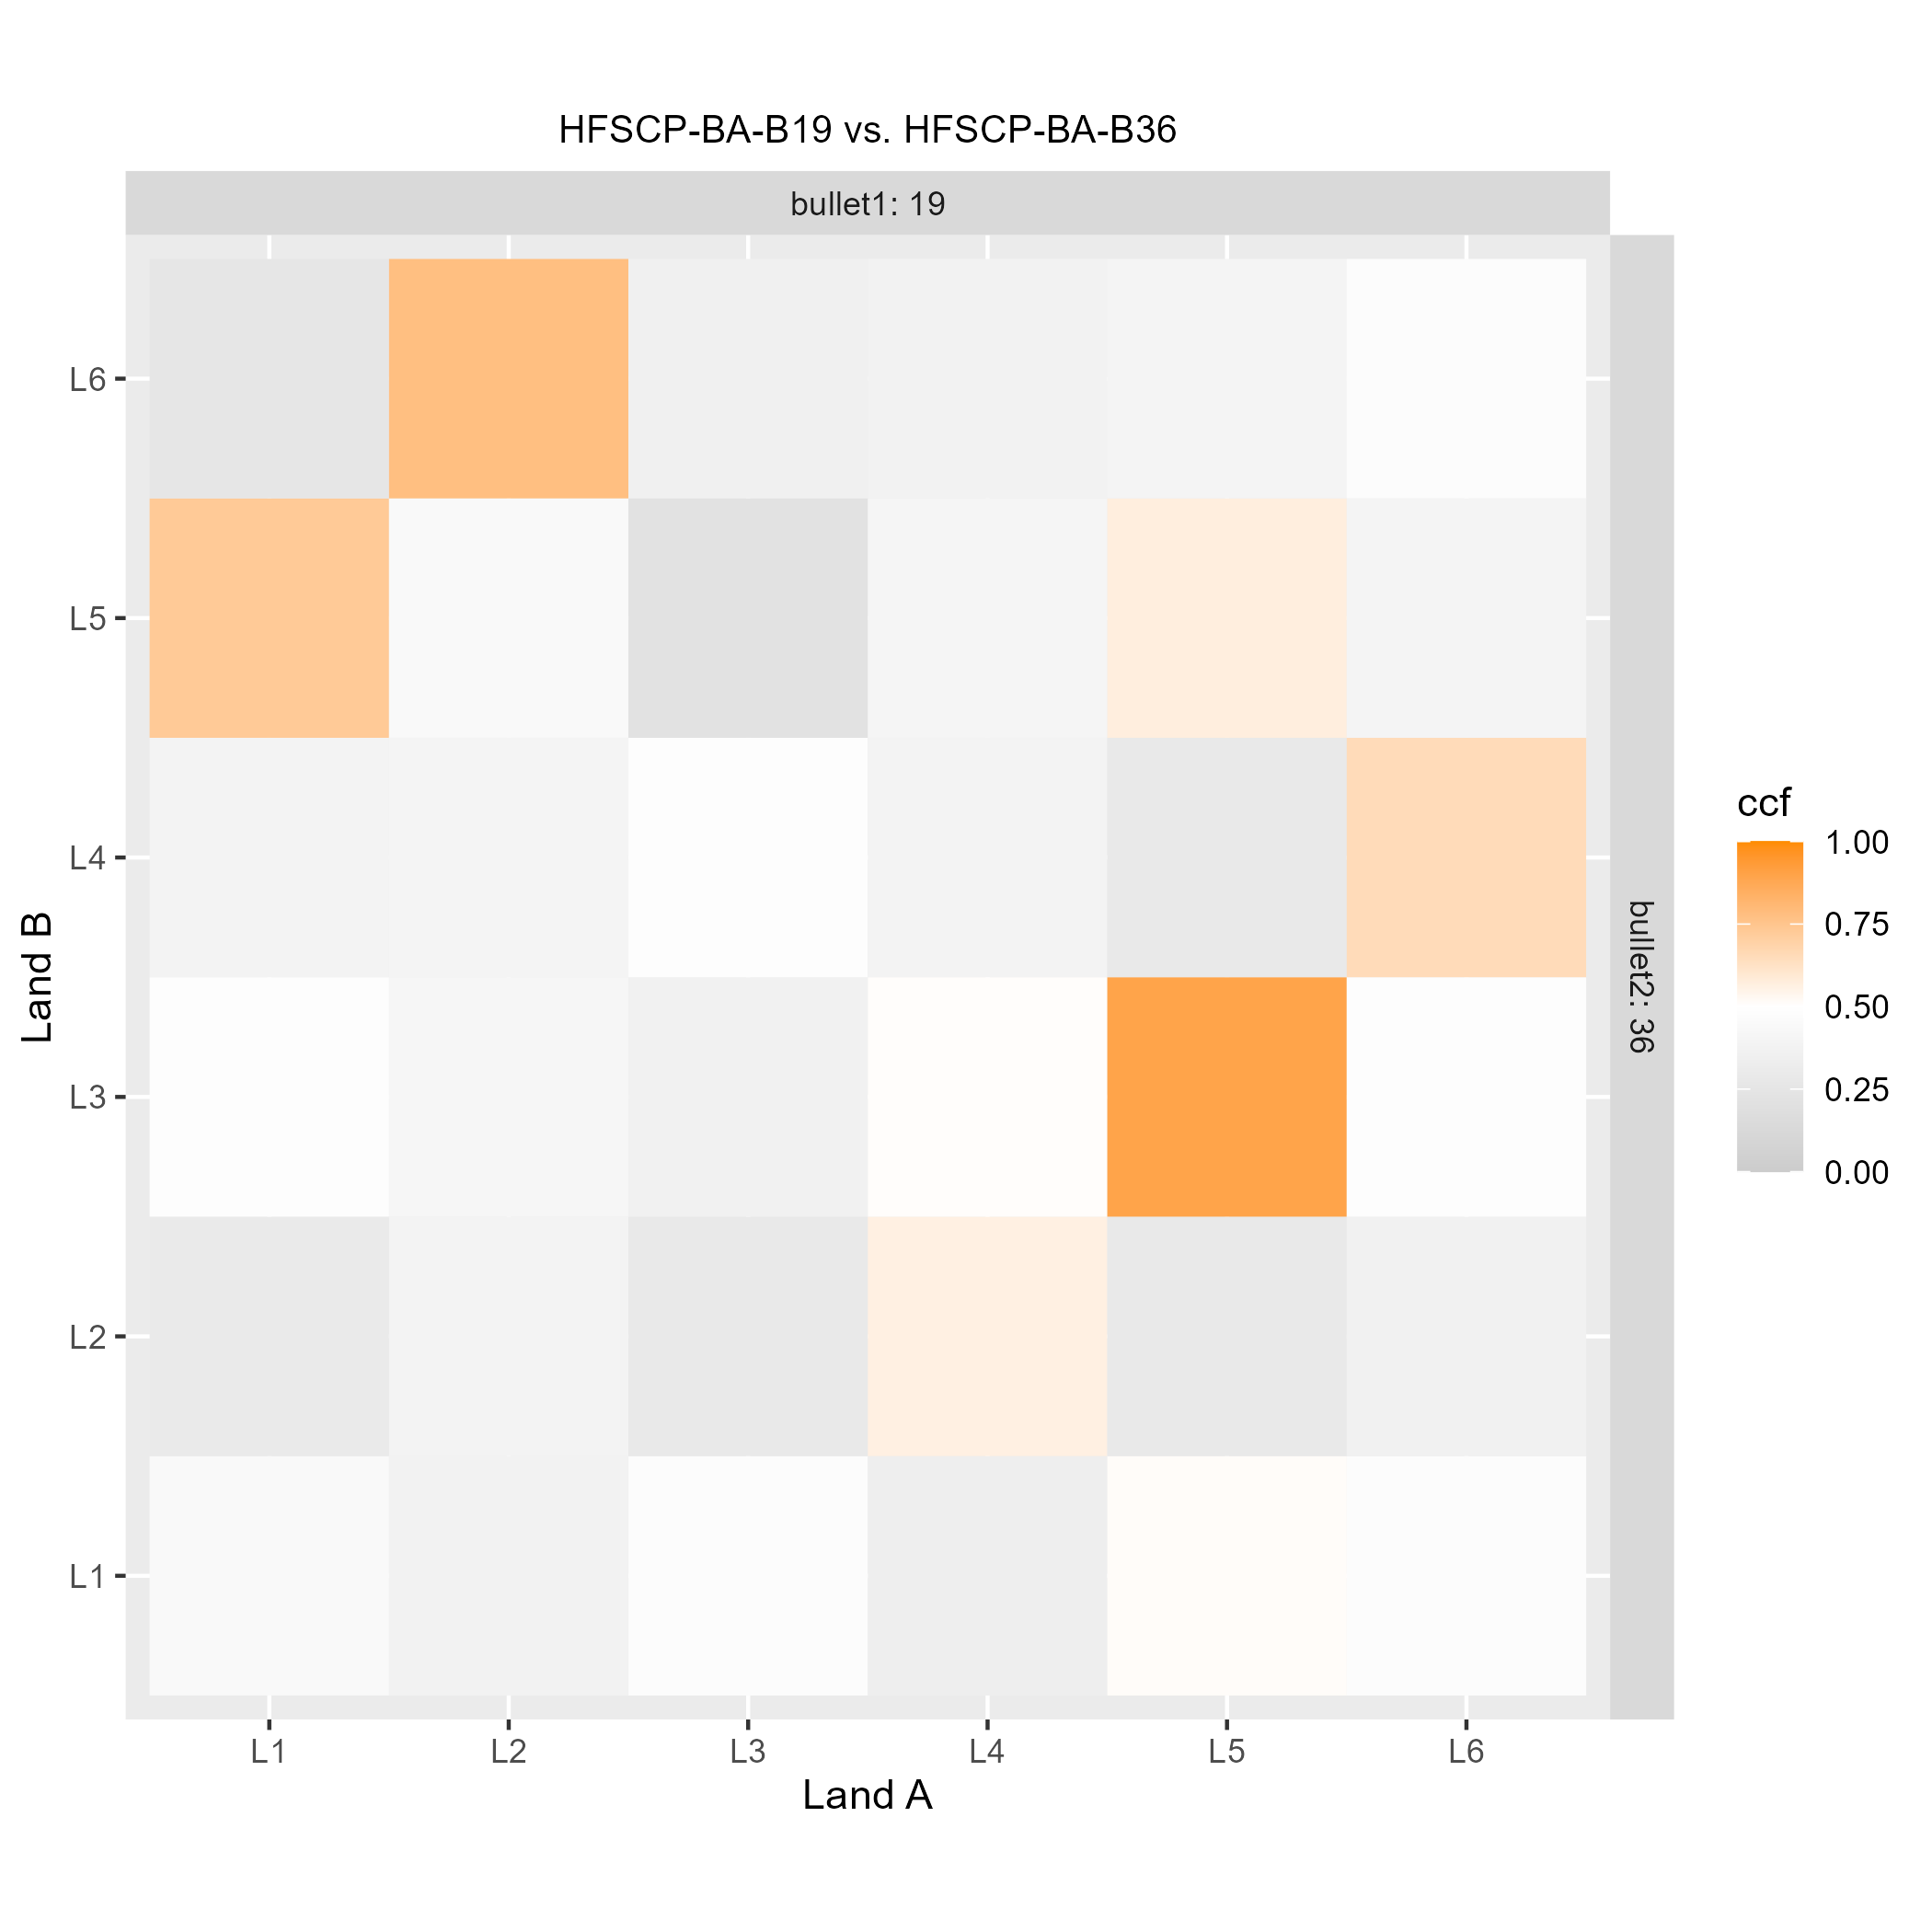 HFSCP-BA-B19 vs. HFSCP-BA-B36
bullet1: 19
L6
L5
L4
L3
L2
L1
Land B
bullet2: 36
L1 L2 L3 L4 L5 L6
Land A
ccf
1.00
0.75
0.50
0.25
0.00